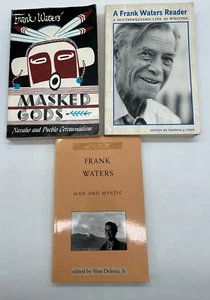 Frank Waters'
MASKED
GODS
Navaho and Pueblo Ceremonialism
A Frank Waters Reader
A SOUTHWESTERN LIFE IN WRITING
EDITED BY THOMAS J. LYON
FRANK
WATERS
MAN AND MYSTIC
edited by Vine Deloria, Jr.